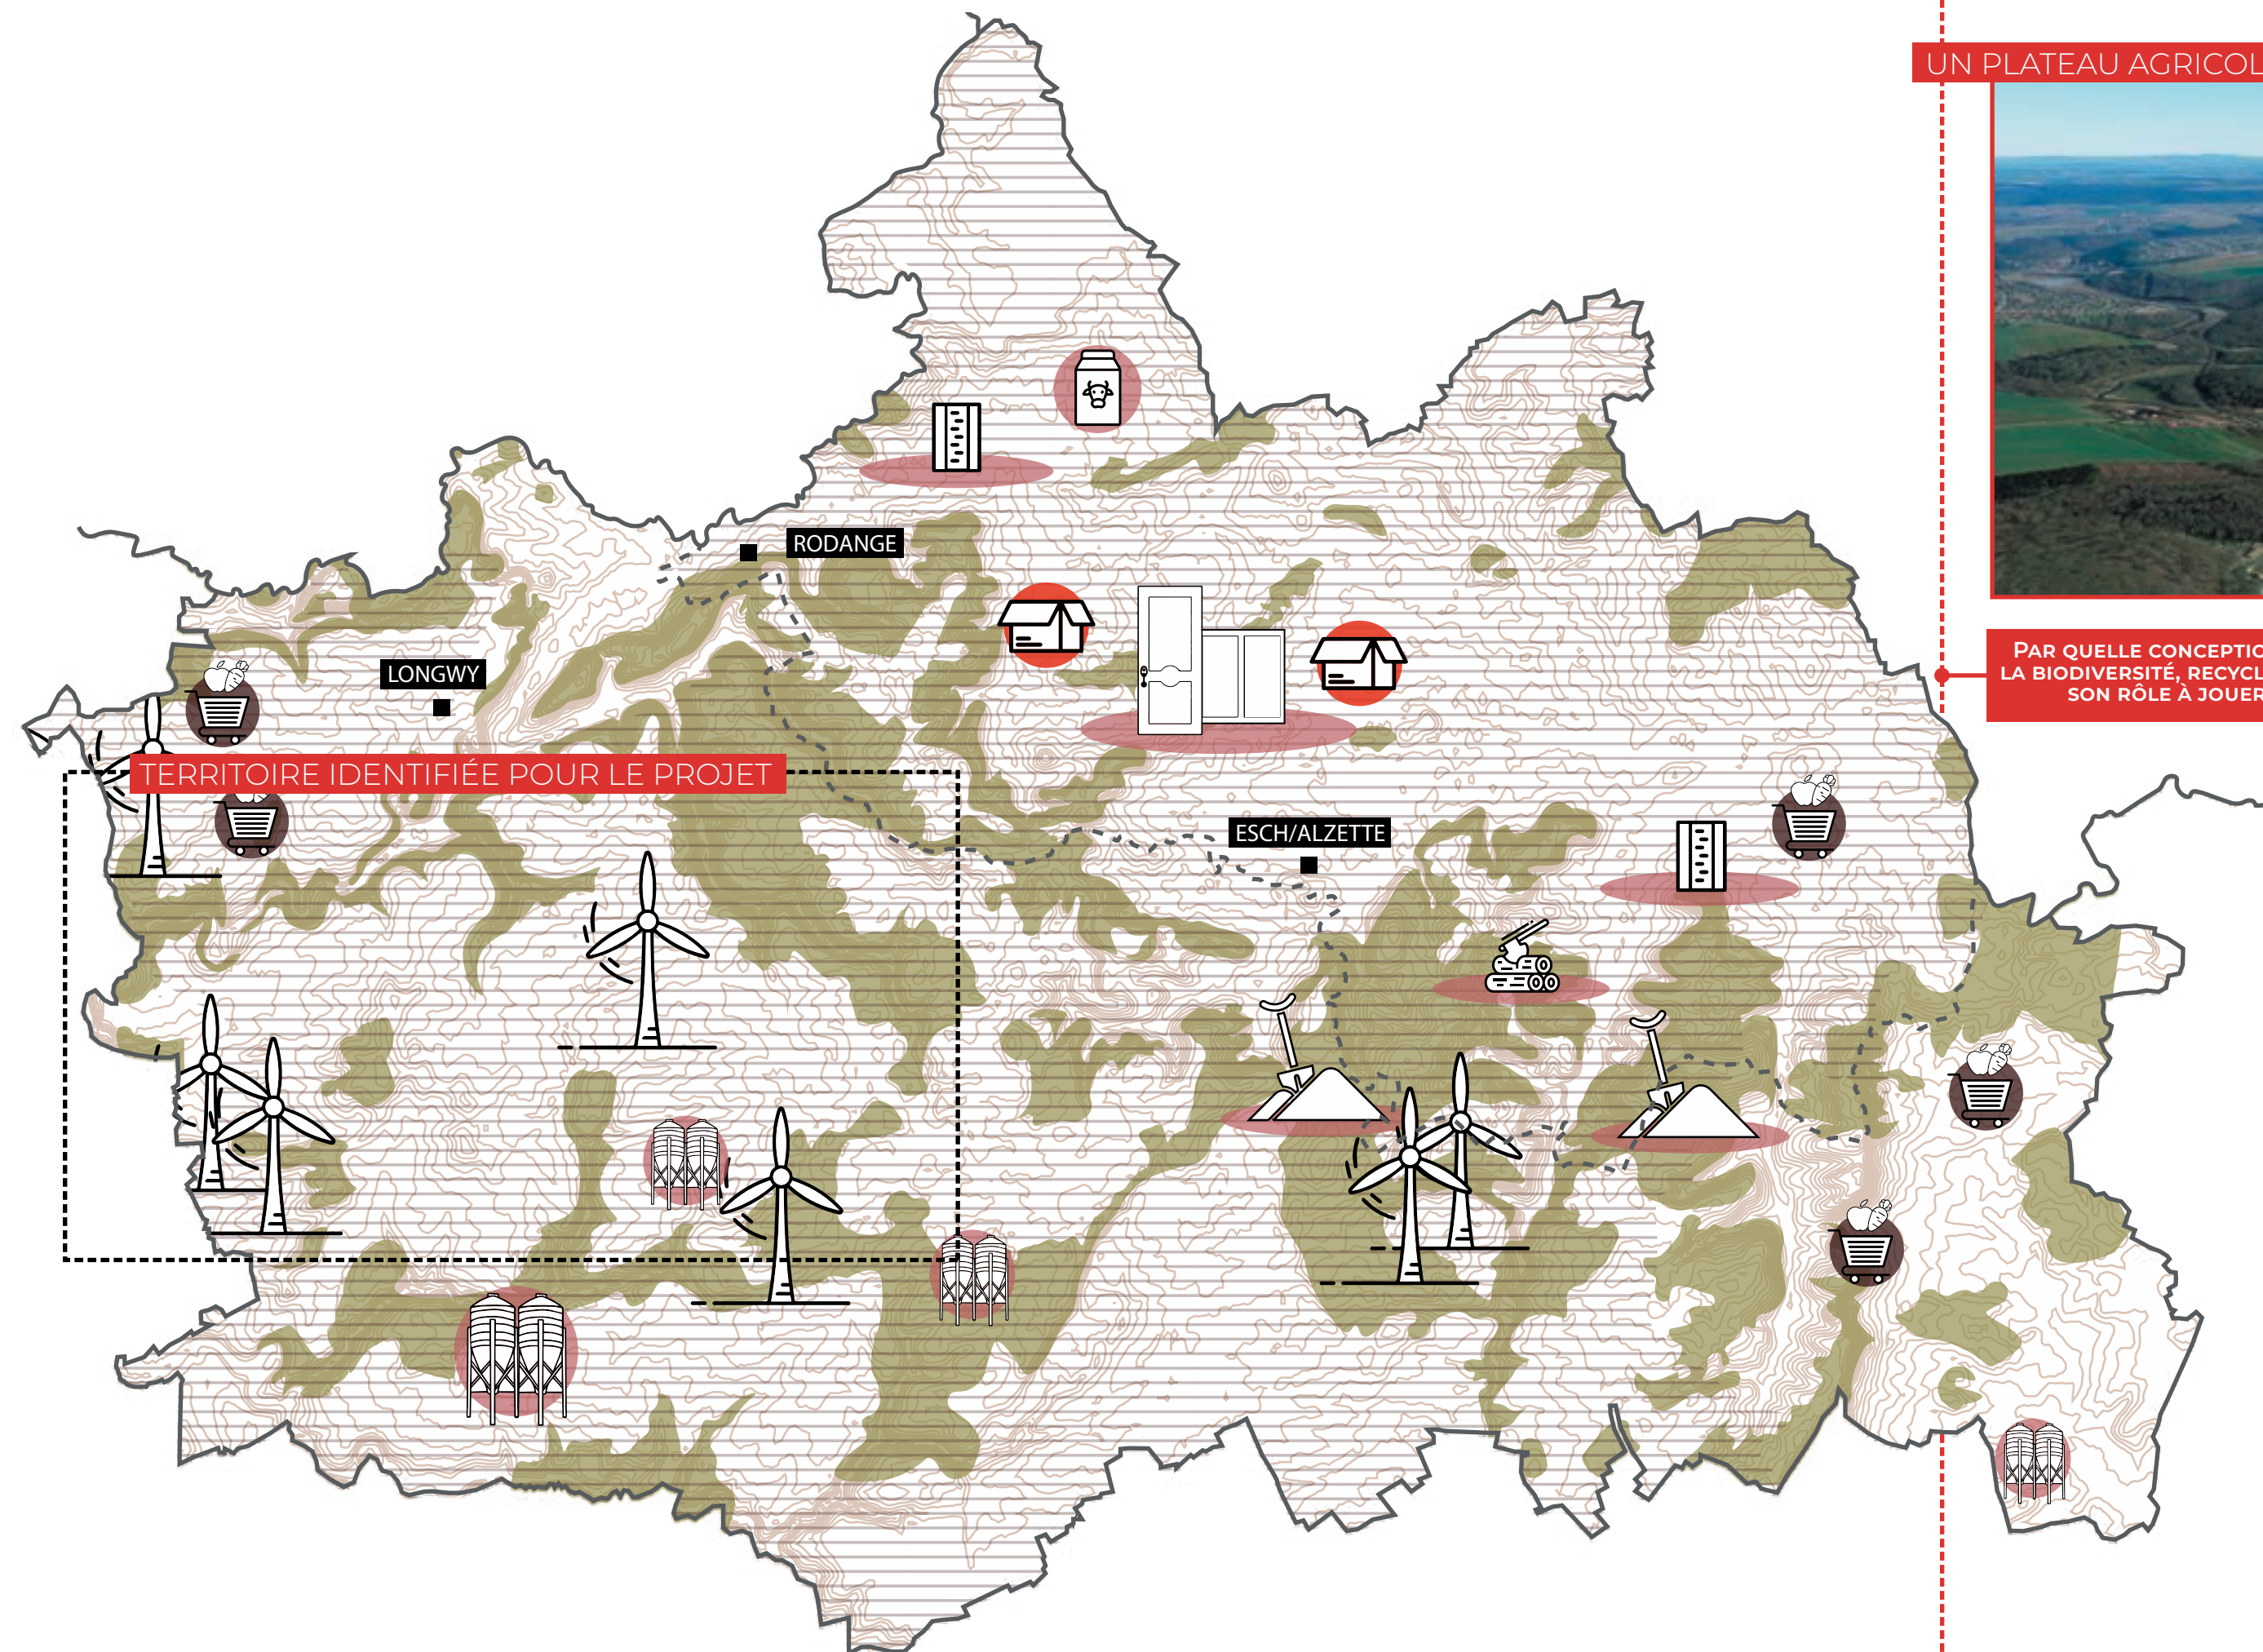 UN PLATEAU AGRICOL
RODANGE
LONGWY
PAR QUELLE CONCEPTIO
LA BIODIVERSITÉ, RECYCL
SON RÔLE À JOUER
TERRITOIRE IDENTIFIÉE POUR LE PROJET
ESCH/ALZETTE